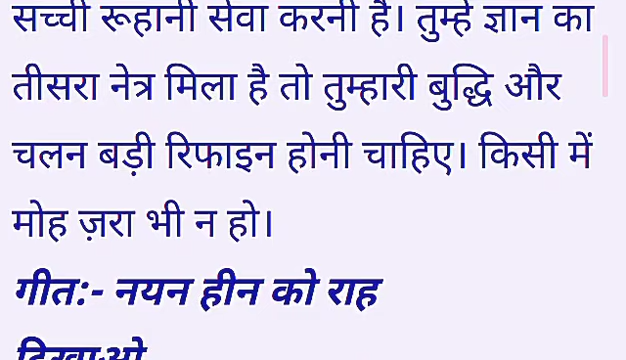 सच्ची रूहानी सेवा करनी है। तुम्हें ज्ञान का
तीसरा नेत्र मिला है तो तुम्हारी बुद्धि और
चलन बड़ी रिफाइन होनी चाहिए। किसी में
मोह ज़रा भी न हो।
गीत:- नयन हीन को राह
दिखाओ